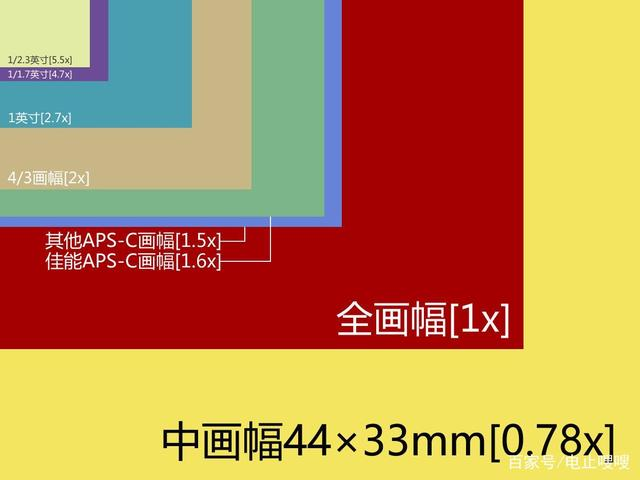 1/2.3英寸[5.5x]
1/1.7英寸[4.7x]
1英寸[2.7x]
4/3画幅[2x]
其他APS-C画幅[1.5x]
佳能APS-C画幅[1.6x]
全画幅[1x]
中画幅44×33mm[0.78x]
百家号/电止嗖嗖